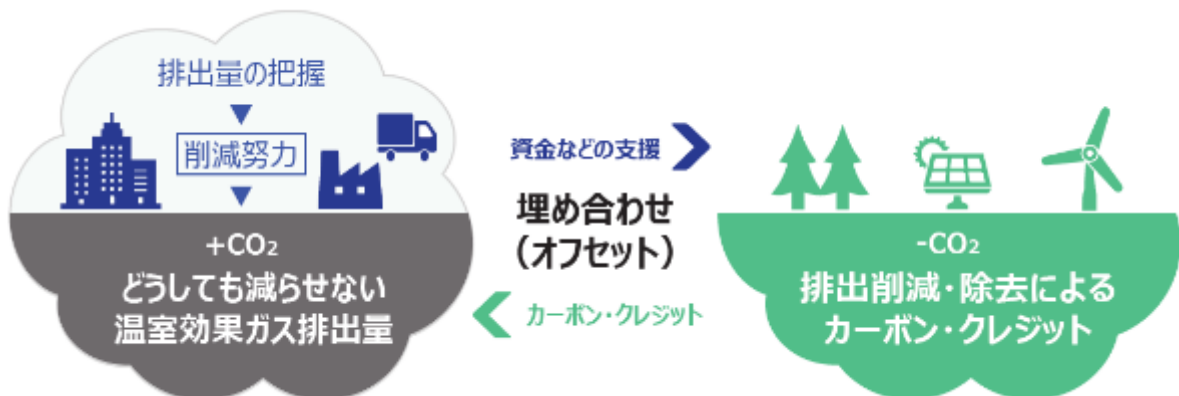 排出量の把握
削減努力
+CO₂
どうしても減らせない
温室効果ガス排出量
資金などの支援
埋め合わせ
（オフセット）
カーボン・クレジット
-CO₂
排出削減・除去による
カーボン・クレジット